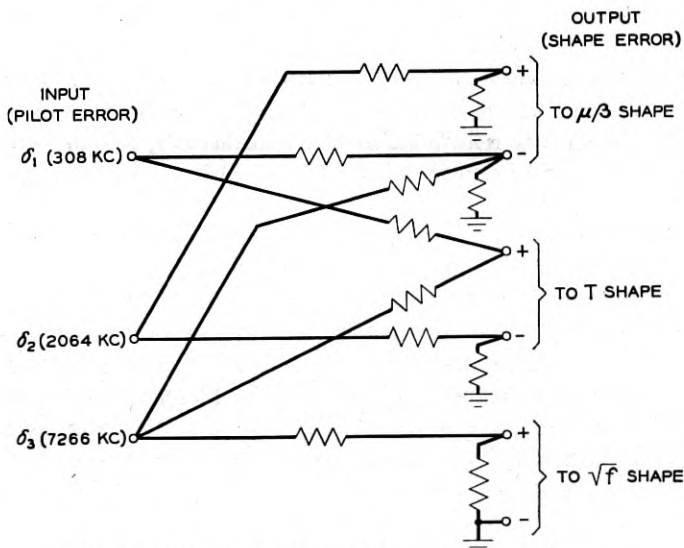 OUTPUT
(SHAPE ERROR)
INPUT
(PILOT ERROR)
+
TO μβ SHAPE
δ1 (308 KC)
-
+
TO T SHAPE
δ2 (2064 KC)
-
δ3 (7266 KC)
+
TO √f SHAPE
-